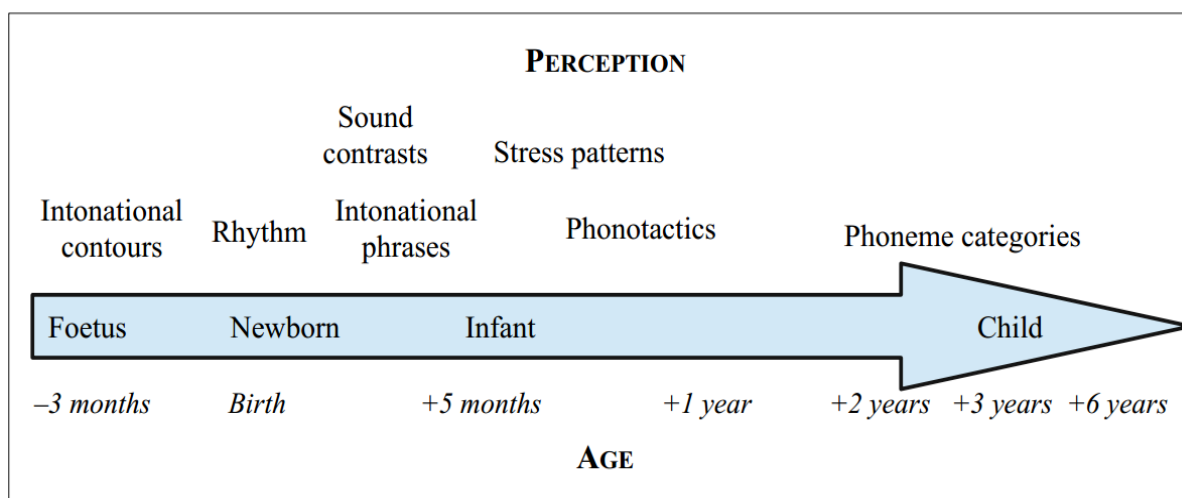 PERCEPTION
Sound
contrasts
Stress patterns
Intonational
contours
Rhythm
Intonational
phrases
Phonotactics
Phoneme categories
Foetus
Newborn
Infant
Child
–3 months
Birth
+5 months
+1 year
+2 years
+3 years
+6 years
AGE